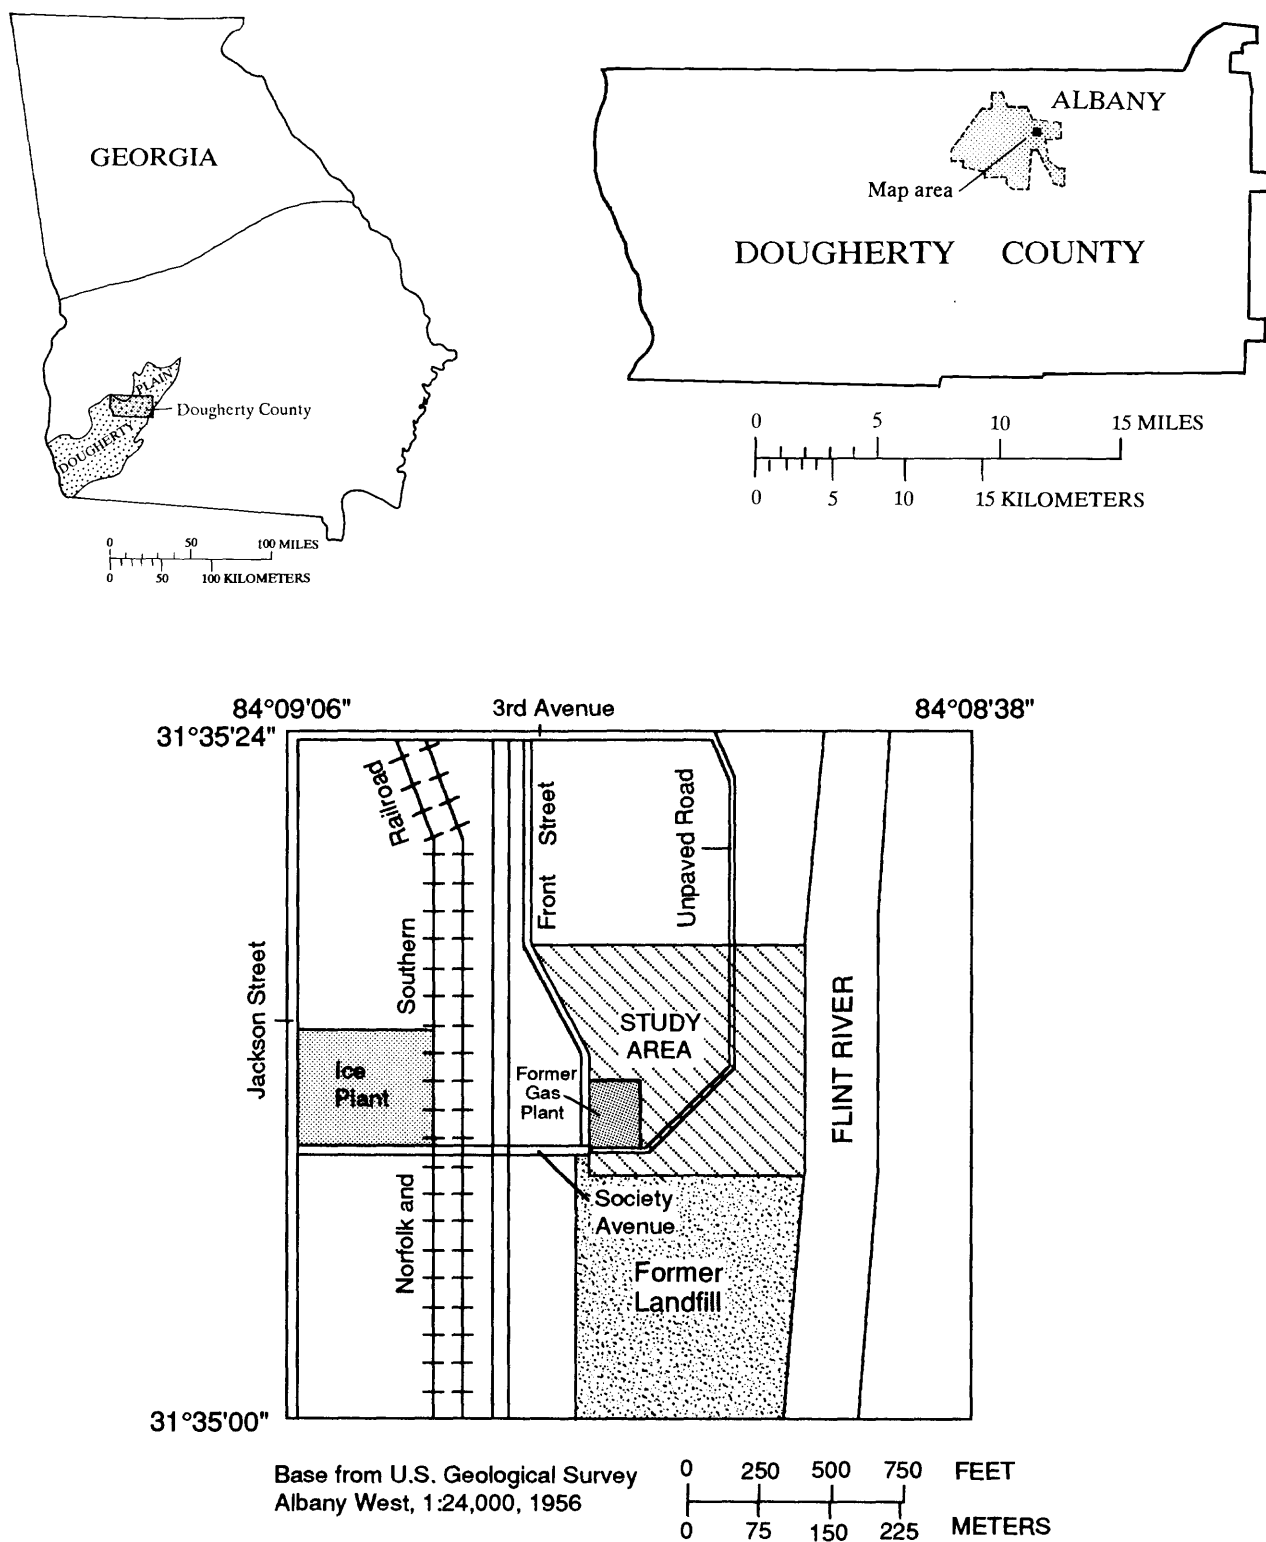 GEORGIA
PLAIN
DOUGHERTY
Dougherty County
0 50 100 MILES
0 50 100 KILOMETERS
ALBANY
Map area
DOUGHERTY COUNTY
0 5 10 15 MILES
0 5 10 15 KILOMETERS
84°09'06"
3rd Avenue
84°08'38"
31°35'24"
Railroad
Front Street
Unpaved Road
Southern
Jackson Street
STUDY
AREA
FLINT RIVER
Ice
Plant
Former
Gas
Plant
Norfolk and
Society
Avenue
Former
Landfill
31°35'00"
Base from U.S. Geological Survey
Albany West, 1:24,000, 1956
0 250 500 750 FEET
0 75 150 225 METERS